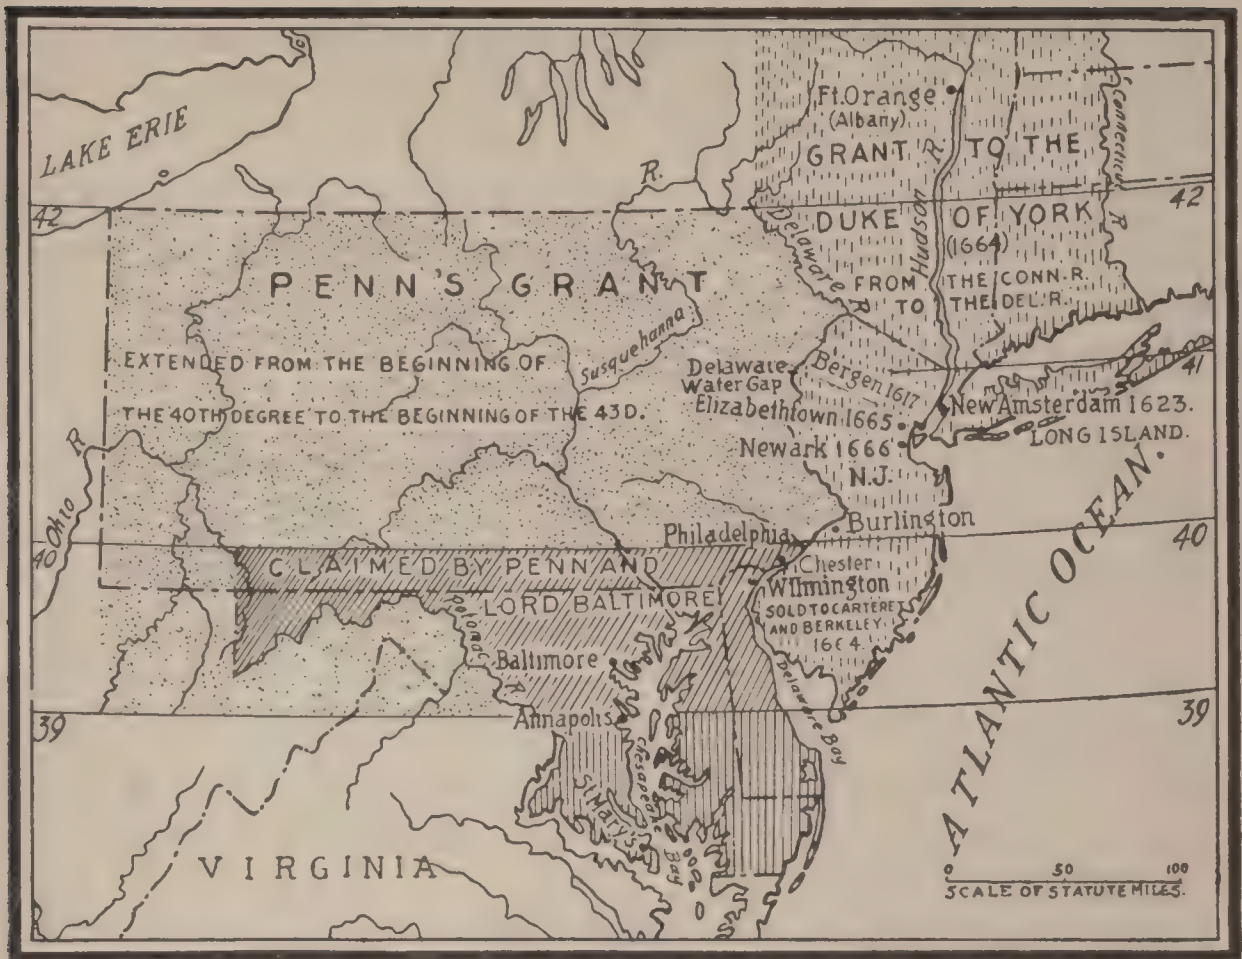 LAKE ERIE
Ft. Orange
(Albany)
GRANT TO THE
DUKE OF YORK
(1664)
FROM THE CONN. R.
TO THE DEL'R.
Hudson R.
Connecticut R.
R.
42
42
Delaware R.
PENN'S GRANT
EXTENDED FROM THE BEGINNING OF
THE 40TH DEGREE TO THE BEGINNING OF THE 43D.
Susquehanna
Delaware
Water Gap
Bergen 1617
41
Elizabethtown 1665
New Amsterdam 1623.
Newark 1666
LONG ISLAND.
N.J.
Ohio R.
Philadelphia
Burlington
40
40
CLAIMED BY PENN AND
LORD BALTIMORE
Chester
WIlmington
SOLD TO CARTERE
AND BERKELEY
Potomac R.
Baltimore
Annapolis
Delaware Bay
39
39
Chesapeake Bay
St. Mary's
ATLANTIC OCEAN.
VIRGINIA
0 50 100
SCALE OF STATUTE MILES.